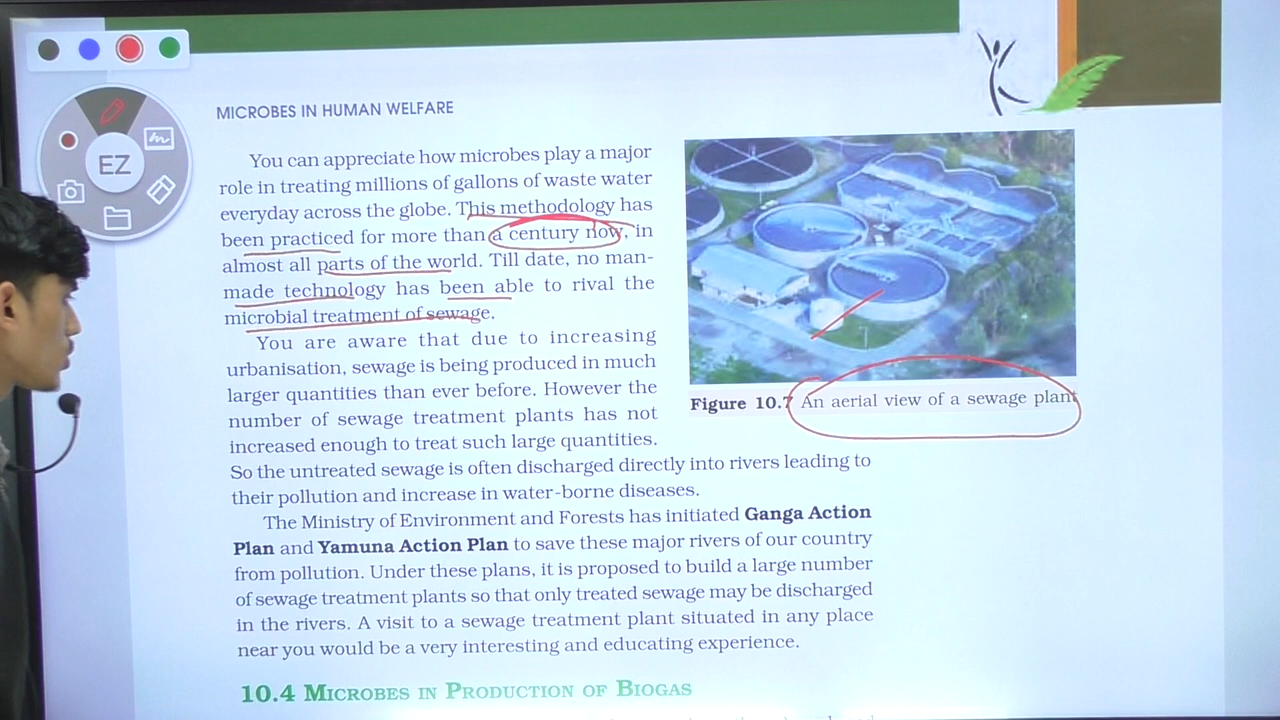 EZ
MICROBES IN HUMAN WELFARE
You can appreciate how microbes play a major
role in treating millions of gallons of waste water
everyday across the globe. This methodology has
been practiced for more than a century now, in
almost all parts of the world. Till date, no man-
made technology has been able to rival the
microbial treatment of sewage.
You are aware that due to increasing
urbanisation, sewage is being produced in much
larger quantities than ever before. However the
number of sewage treatment plants has not
increased enough to treat such large quantities.
So the untreated sewage is often discharged directly into rivers leading to
their pollution and increase in water-borne diseases.
The Ministry of Environment and Forests has initiated Ganga Action
Plan and Yamuna Action Plan to save these major rivers of our country
from pollution. Under these plans, it is proposed to build a large number
of sewage treatment plants so that only treated sewage may be discharged
in the rivers. A visit to a sewage treatment plant situated in any place
near you would be a very interesting and educating experience.
Figure 10.7 An aerial view of a sewage plant
10.4 MICROBES IN PRODUCTION OF BIOGAS